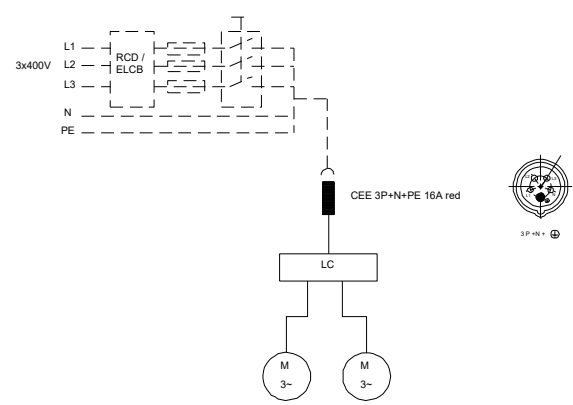 L1
3x400V
L2
RCD /
ELCB
L3
N
PE
CEE 3P+N+PE 16A red
3 P +N +
LC
M
3~
M
3~